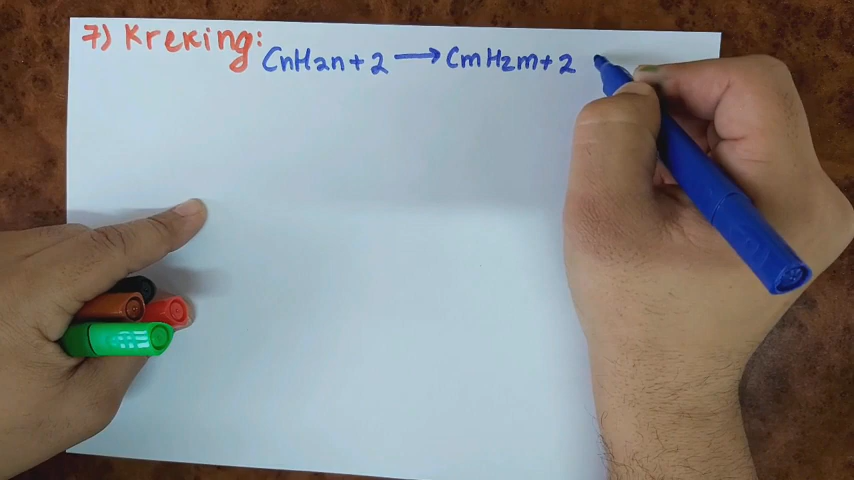 7) Kreking:
CnH2n+2 → CmH2m+2